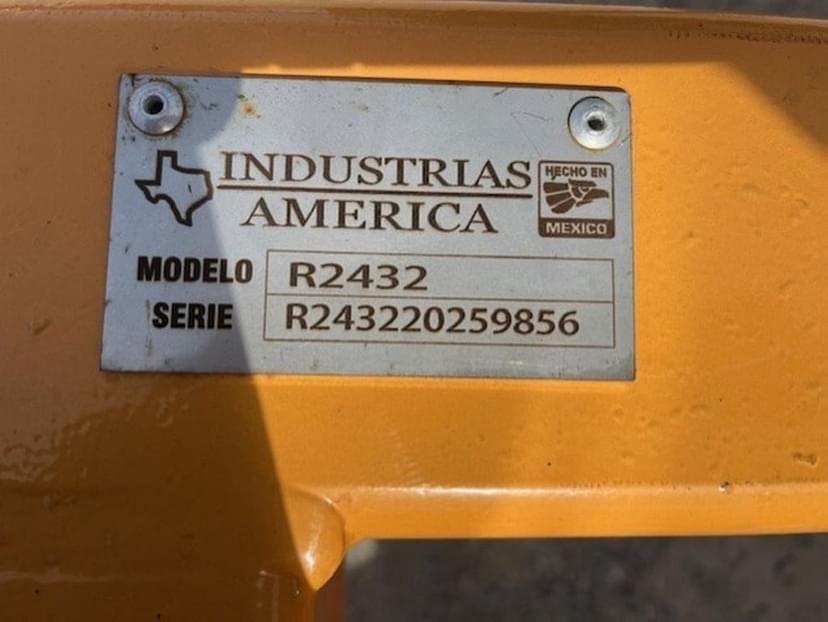 INDUSTRIAS
AMERICA
HECHO EN
MEXICO
MODELO R2432
SERIE R243220259856